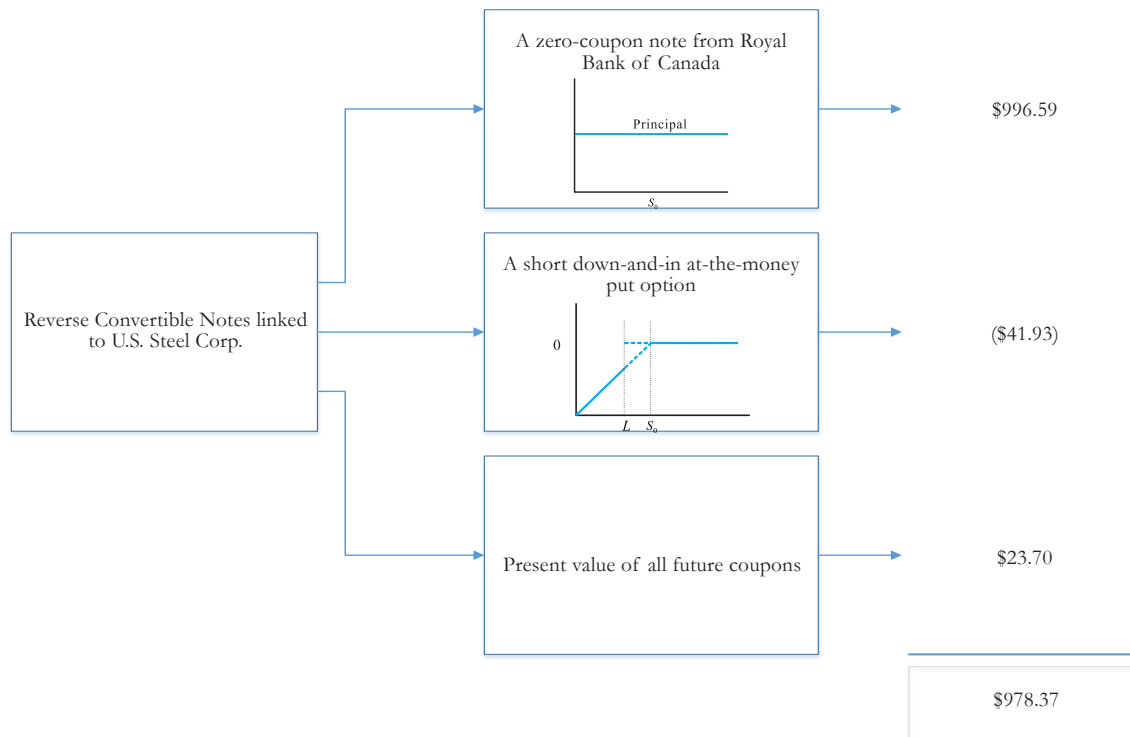 A zero-coupon note from Royal
Bank of Canada
Principal
S₀
$996.59
Reverse Convertible Notes linked
to U.S. Steel Corp.
A short down-and-in at-the-money
put option
0
L S₀
($41.93)
Present value of all future coupons
$23.70
$978.37